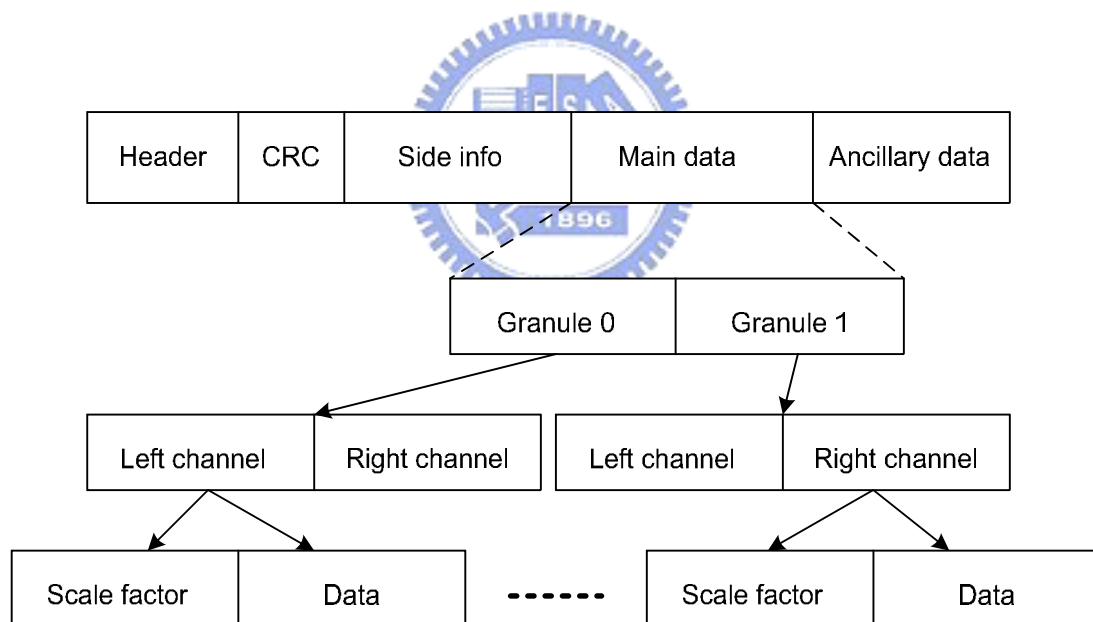 Header CRC Side info Main data Ancillary data
1896
Granule 0 Granule 1
Left channel Right channel Left channel Right channel
Scale factor Data Scale factor Data